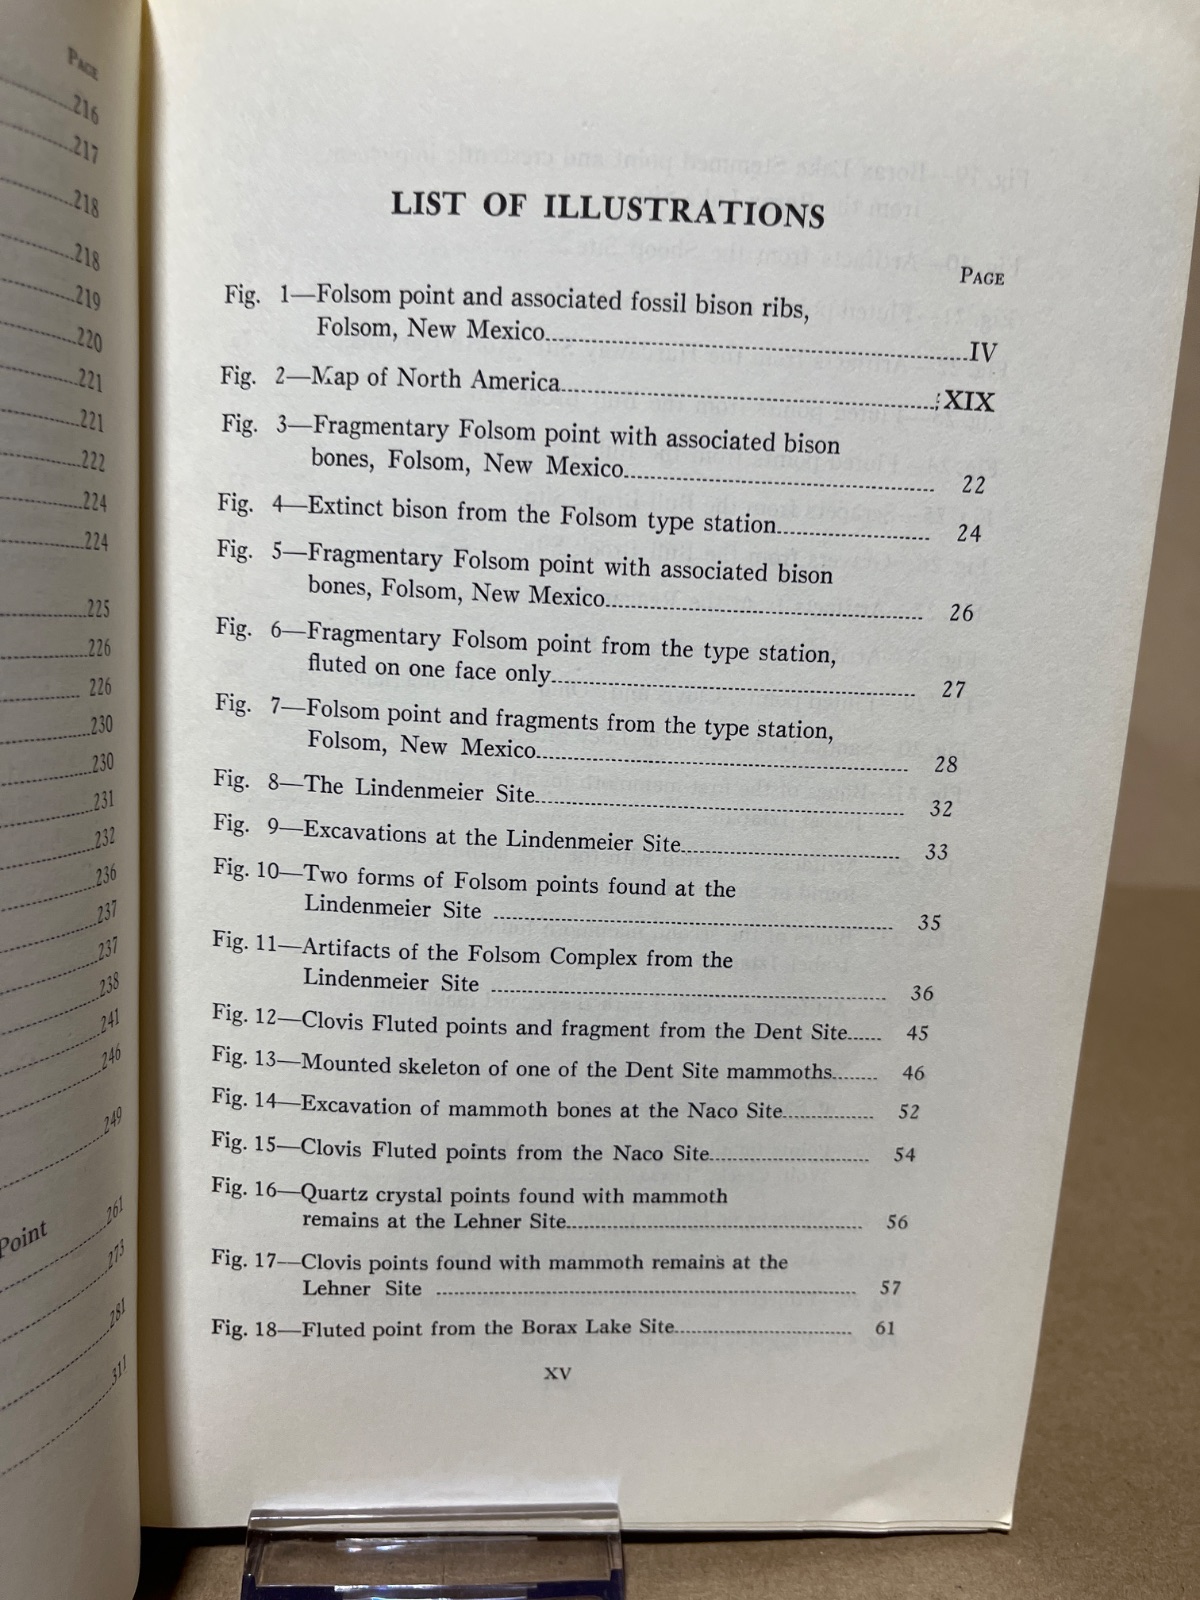 PAGE
216
217
218
218
219
220
221
221
222
224
224
225
226
226
230
230
231
232
236
237
237
238
241
246
249
Point
261
273
281
311
LIST OF ILLUSTRATIONS
PAGE
Fig. 1—Folsom point and associated fossil bison ribs,
Folsom, New Mexico IV
Fig. 2—Map of North America XIX
Fig. 3—Fragmentary Folsom point with associated bison
bones, Folsom, New Mexico 22
Fig. 4—Extinct bison from the Folsom type station 24
Fig. 5—Fragmentary Folsom point with associated bison
bones, Folsom, New Mexico 26
Fig. 6—Fragmentary Folsom point from the type station,
fluted on one face only 27
Fig. 7—Folsom point and fragments from the type station,
Folsom, New Mexico 28
Fig. 8—The Lindenmeier Site 32
Fig. 9—Excavations at the Lindenmeier Site 33
Fig. 10—Two forms of Folsom points found at the
Lindenmeier Site 35
Fig. 11—Artifacts of the Folsom Complex from the
Lindenmeier Site 36
Fig. 12—Clovis Fluted points and fragment from the Dent Site 45
Fig. 13—Mounted skeleton of one of the Dent Site mammoths 46
Fig. 14—Excavation of mammoth bones at the Naco Site 52
Fig. 15—Clovis Fluted points from the Naco Site 54
Fig. 16—Quartz crystal points found with mammoth
remains at the Lehner Site 56
Fig. 17—Clovis points found with mammoth remains at the
Lehner Site 57
Fig. 18—Fluted point from the Borax Lake Site 61
XV